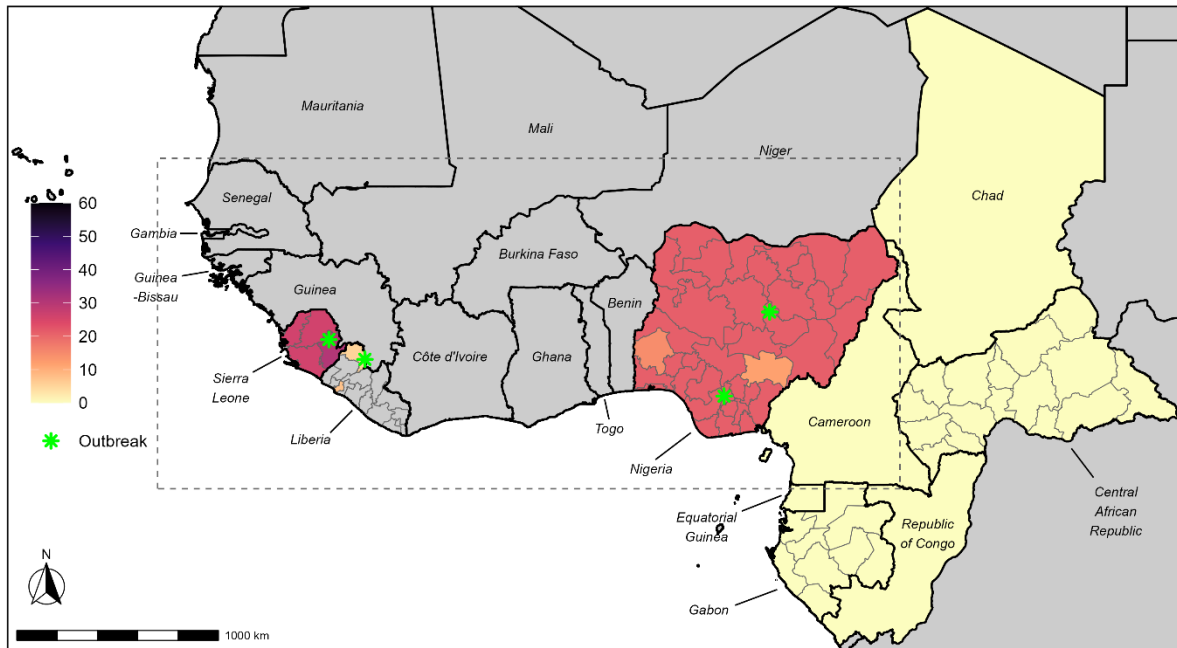 Mauritania
Mali
Niger
Chad
Senegal
Gambia
Guinea
-Bissau
Guinea
Burkina Faso
Benin
Côte d'Ivoire
Ghana
Sierra
Leone
Liberia
Togo
Nigeria
Cameroon
Equatorial
Guinea
Republic
of Congo
Central
African
Republic
Gabon
60
50
40
30
20
10
0
Outbreak
N
1000 km